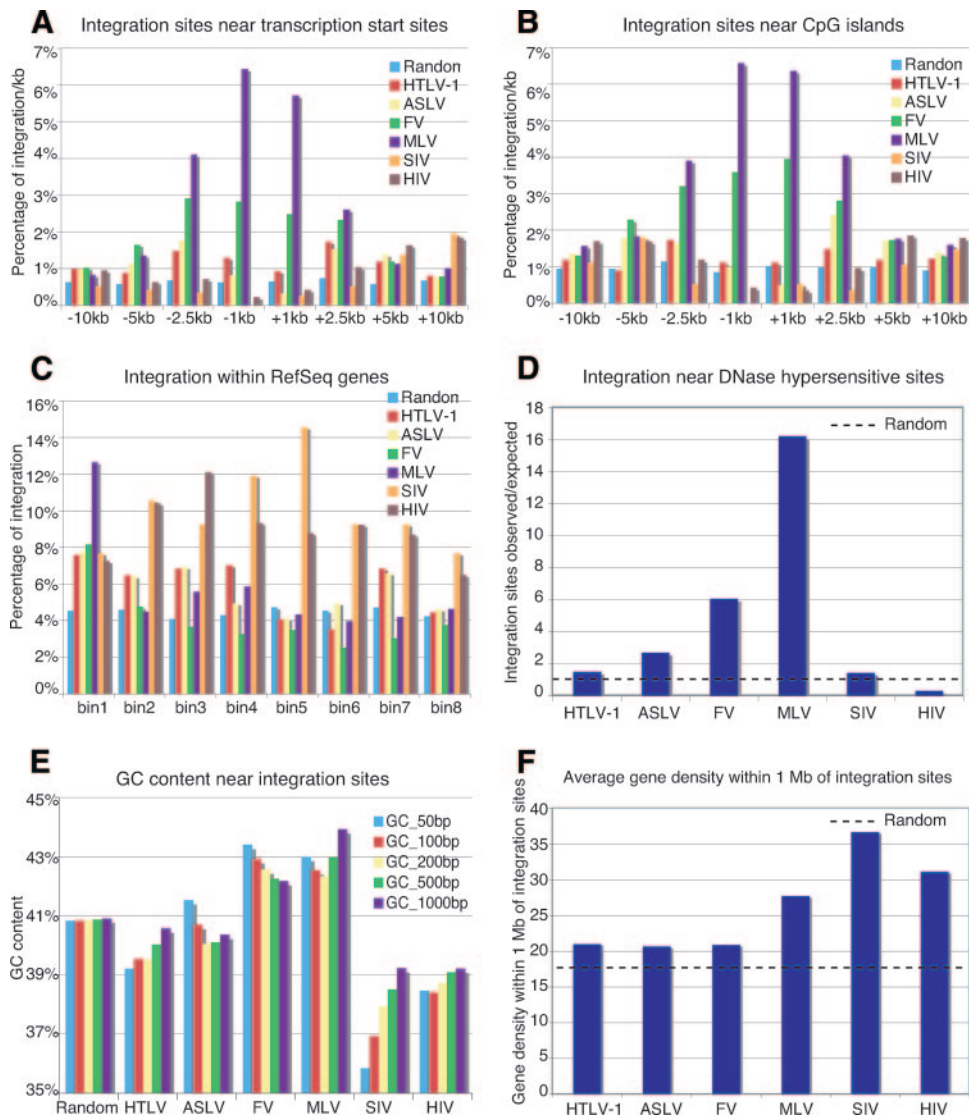 A
Integration sites near transcription start sites
Percentage of integration/kb
7%
6%
5%
4%
3%
2%
1%
0%
Randon
HTLV-1
ASLV
FV
MLV
SIV
HIV
-10kb -5kb -2.5kb -1kb +1kb +2.5kb +5kb +10kb
B
Integration sites near CpG islands
Percentage of integration/kb
7%
6%
5%
4%
3%
2%
1%
0%
Randon
HTLV-1
ASLV
FV
MLV
SIV
HIV
-10kb -5kb -2.5kb -1kb +1kb +2.5kb +5kb +10kb
C
Integration within RefSeq genes
Percentage of integration
16%
14%
12%
10%
8%
6%
4%
2%
0%
Randon
HTLV-1
ASLV
FV
MLV
SIV
HIV
bin1 bin2 bin3 bin4 bin5 bin6 bin7 bin8
D
Integration near DNase hypersensitive sites
Integration sites observed/expected
18
16
14
12
10
8
6
4
2
0
Random
HTLV-1 ASLV FV MLV SIV HIV
E
GC content near integration sites
GC content
45%
43%
41%
39%
37%
35%
GC_50bp
GC_100bp
GC_200bp
GC_500bp
GC_1000bp
Random HTLV ASLV FV MLV SIV HIV
F
Average gene density within 1 Mb of integration sites
Gene density within 1 Mb of integration sites
40
35
30
25
20
15
10
5
0
Random
HTLV-1 ASLV FV MLV SIV HIV